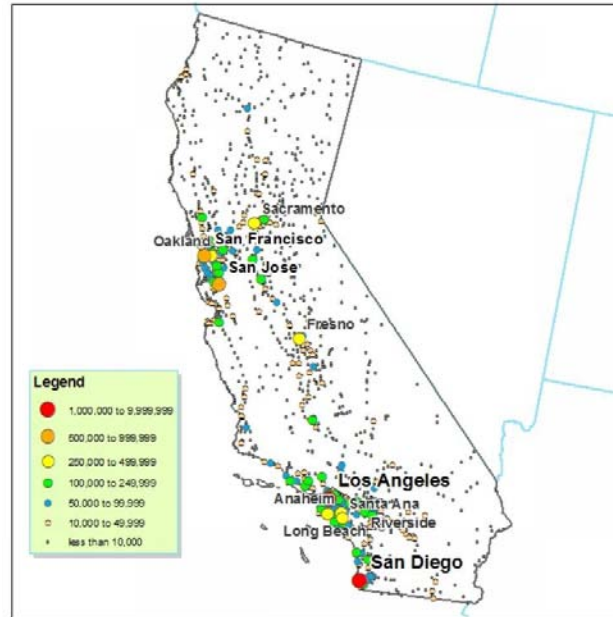 Sacramento
Oakland
San Francisco
San Jose
Fresno
Legend
1,000,000 to 9,999,999
500,000 to 999,999
250,000 to 499,999
100,000 to 249,999
50,000 to 99,999
10,000 to 49,999
less than 10,000
Los Angeles
Anaheim
Santa Ana
Long Beach
Riverside
San Diego